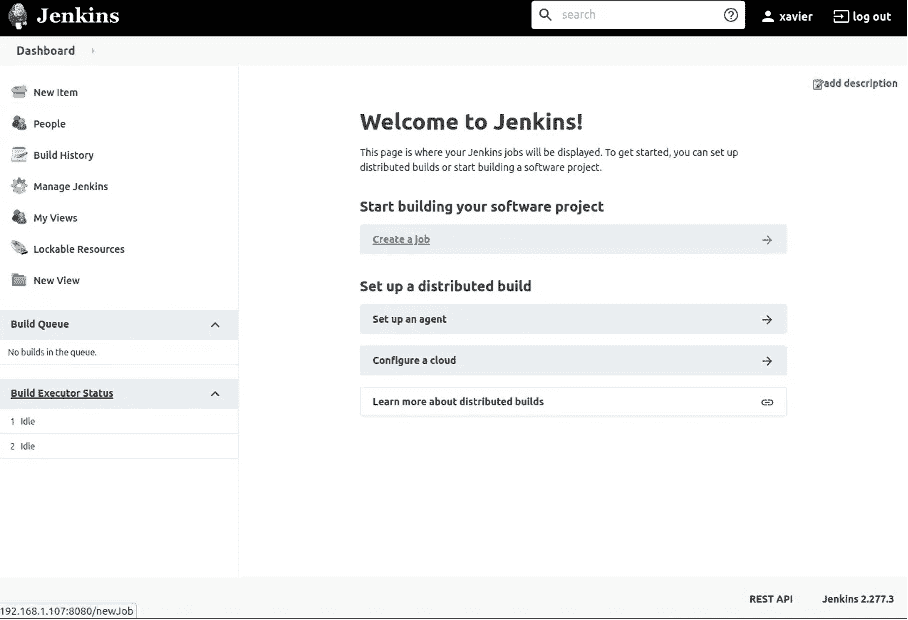 Jenkins
search
xavier
log out
Dashboard
add description
New Item
People
Build History
Manage Jenkins
My Views
Lockable Resources
New View
Build Queue
No builds in the queue.
Build Executor Status
1 Idle
2 Idle
Welcome to Jenkins!
This page is where your Jenkins jobs will be displayed. To get started, you can set up
distributed builds or start building a software project.
Start building your software project
Create a job
Set up a distributed build
Set up an agent
Configure a cloud
Learn more about distributed builds
REST API
Jenkins 2.277.3
192.168.1.107:8080/newJob